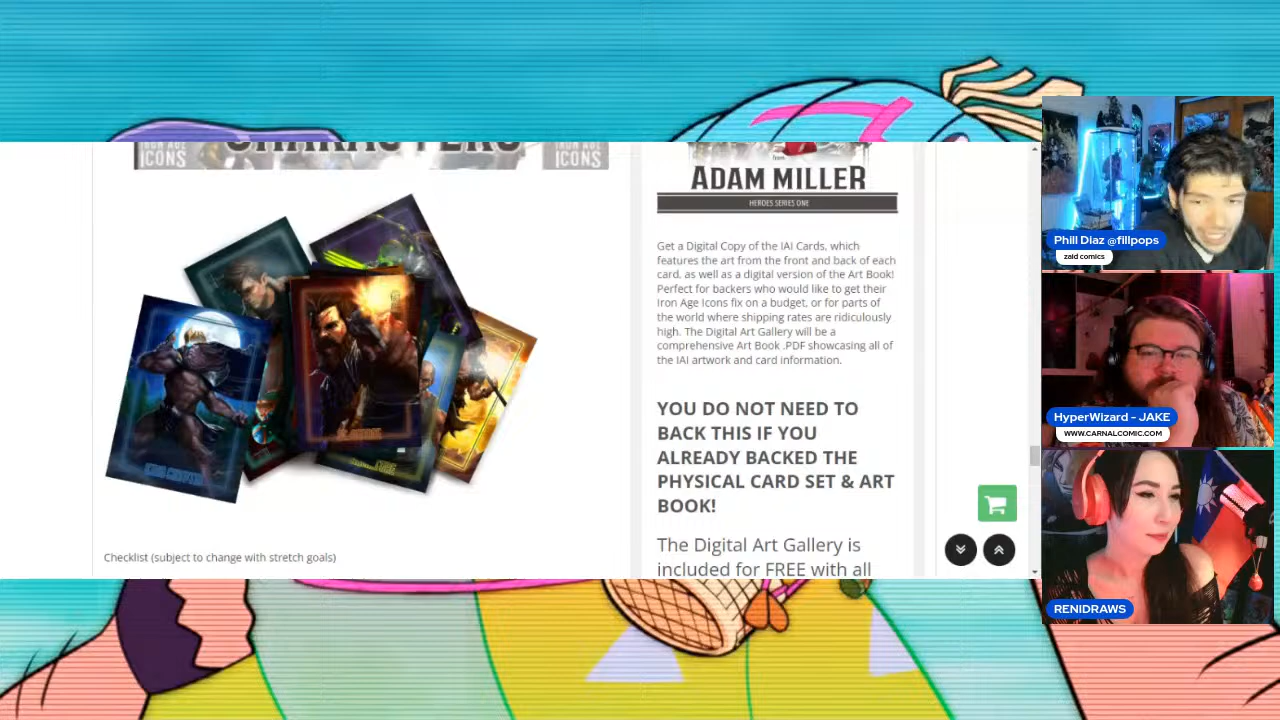 ICONS
ICONS
from
ADAM MILLER
HEROES SERIES ONE
Get a Digital Copy of the IAI Cards, which
features the art from the front and back of each
card, as well as a digital version of the Art Book!
Perfect for backers who would like to get their
Iron Age Icons fix on a budget, or for parts of
the world where shipping rates are ridiculously
high. The Digital Art Gallery will be a
comprehensive Art Book .PDF showcasing all of
the IAI artwork and card information.
YOU DO NOT NEED TO
BACK THIS IF YOU
ALREADY BACKED THE
PHYSICAL CARD SET & ART
BOOK!
The Digital Art Gallery is
included for FREE with all
Checklist (subject to change with stretch goals)
Phill Diaz @fillpops
zaid comics
HyperWizard - JAKE
WWW.CARNALCOMIC.COM
RENIDRAWS